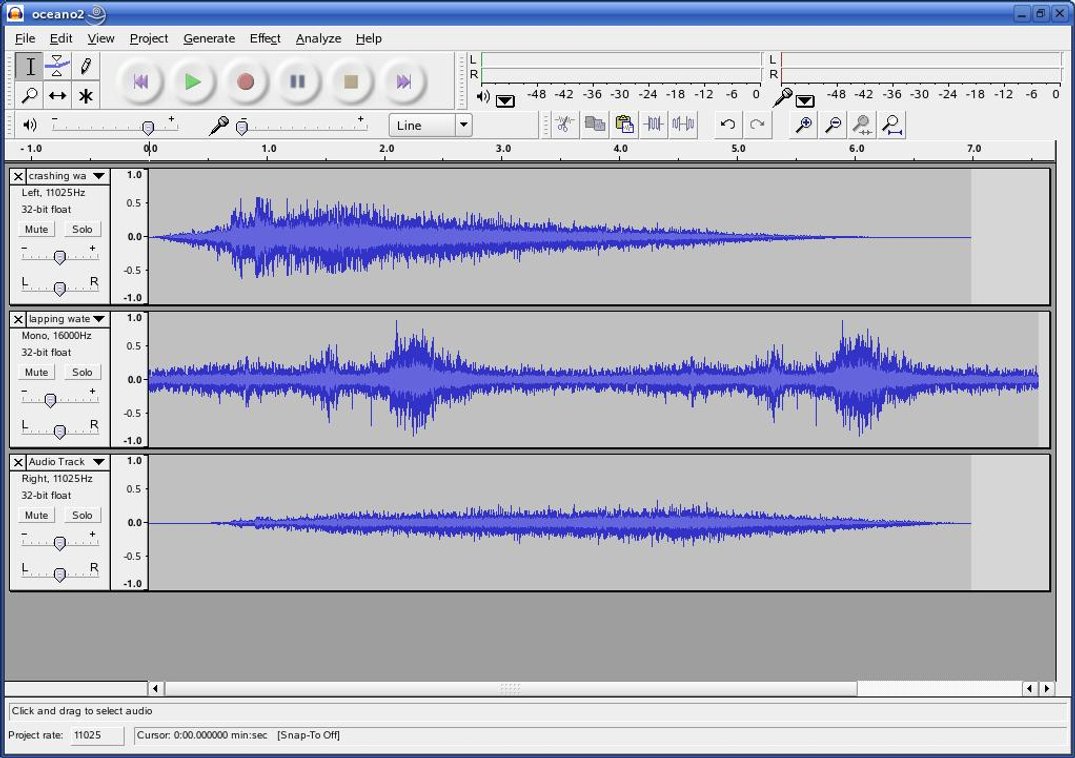 oceano2
File Edit View Project Generate Effect Analyze Help
L
R
-48 -42 -36 -30 -24 -18 -12 -6 0
L
R
-48 -42 -36 -30 -24 -18 -12 -6 0
- + - + Line
-1.0 0.0 1.0 2.0 3.0 4.0 5.0 6.0 7.0
crashing wa
Left, 11025Hz
32-bit float
Mute Solo
- +
L R
1.0
0.5
0.0
-0.5
-1.0
lapping wate
Mono, 16000Hz
32-bit float
Mute Solo
- +
L R
1.0
0.5
0.0
-0.5
-1.0
Audio Track
Right, 11025Hz
32-bit float
Mute Solo
- +
L R
1.0
0.5
0.0
-0.5
-1.0
Click and drag to select audio
Project rate: 11025 Cursor: 0:00.000000 min:sec [Snap-To Off]